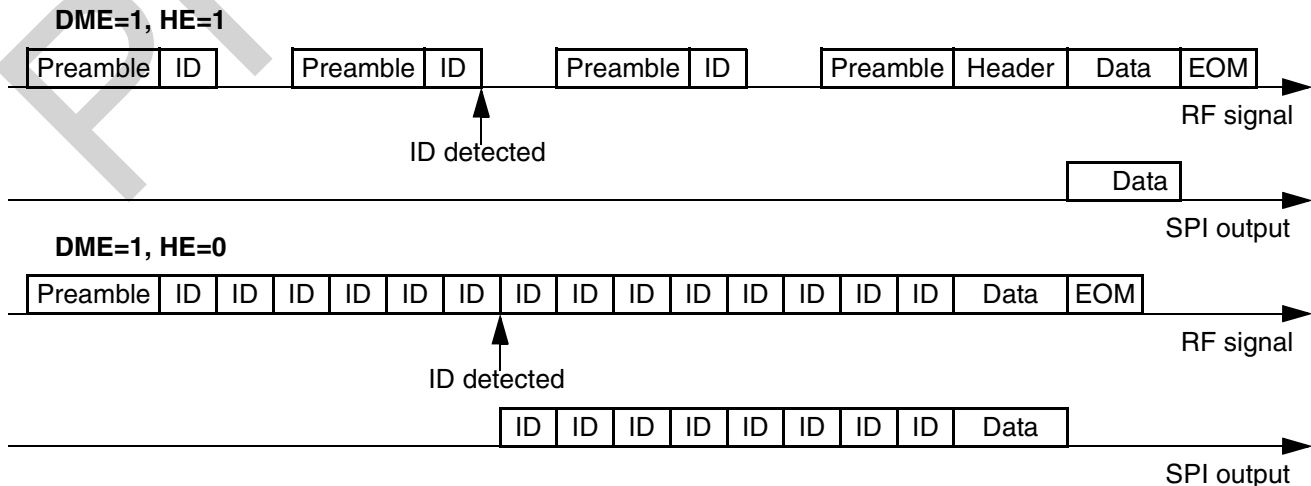 DME=1, HE=1
Preamble ID Preamble ID Preamble ID Preamble Header Data EOM
RF signal
ID detected
Data
SPI output
DME=1, HE=0
Preamble ID ID ID ID ID ID ID ID ID ID ID ID ID ID Data EOM
RF signal
ID detected
ID ID ID ID ID ID ID ID Data
SPI output